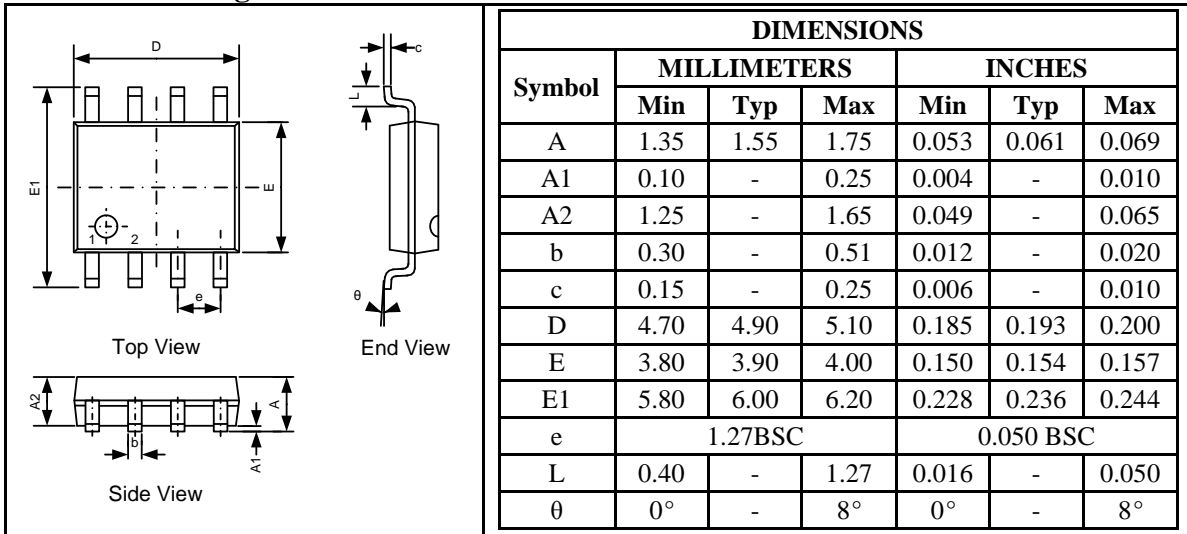 D
c
L
E1
E
1 2
e
θ
Top View
End View
A2
A
b
A1
Side View
DIMENSIONS
Symbol MILLIMETERS INCHES
Min Typ Max Min Typ Max
A 1.35 1.55 1.75 0.053 0.061 0.069
A1 0.10 - 0.25 0.004 - 0.010
A2 1.25 - 1.65 0.049 - 0.065
b 0.30 - 0.51 0.012 - 0.020
c 0.15 - 0.25 0.006 - 0.010
D 4.70 4.90 5.10 0.185 0.193 0.200
E 3.80 3.90 4.00 0.150 0.154 0.157
E1 5.80 6.00 6.20 0.228 0.236 0.244
e 1.27BSC 0.050 BSC
L 0.40 - 1.27 0.016 - 0.050
θ 0° - 8° 0° - 8°